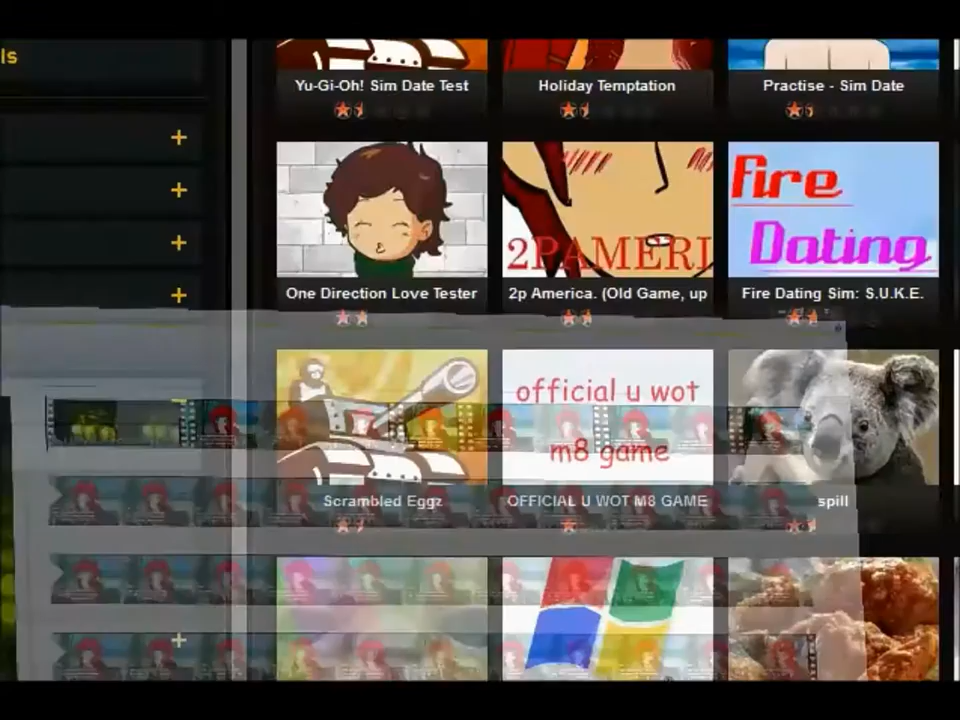 ls
Yu-Gi-Oh! Sim Date Test
Holiday Temptation
Practise - Sim Date
fire
Dating
2PAMERI
One Direction Love Tester
2p America. (Old Game, up
Fire Dating Sim: S.U.K.E.
official u wot
m8 game
Scrambled Eggz
OFFICIAL U WOT M8 GAME
spill